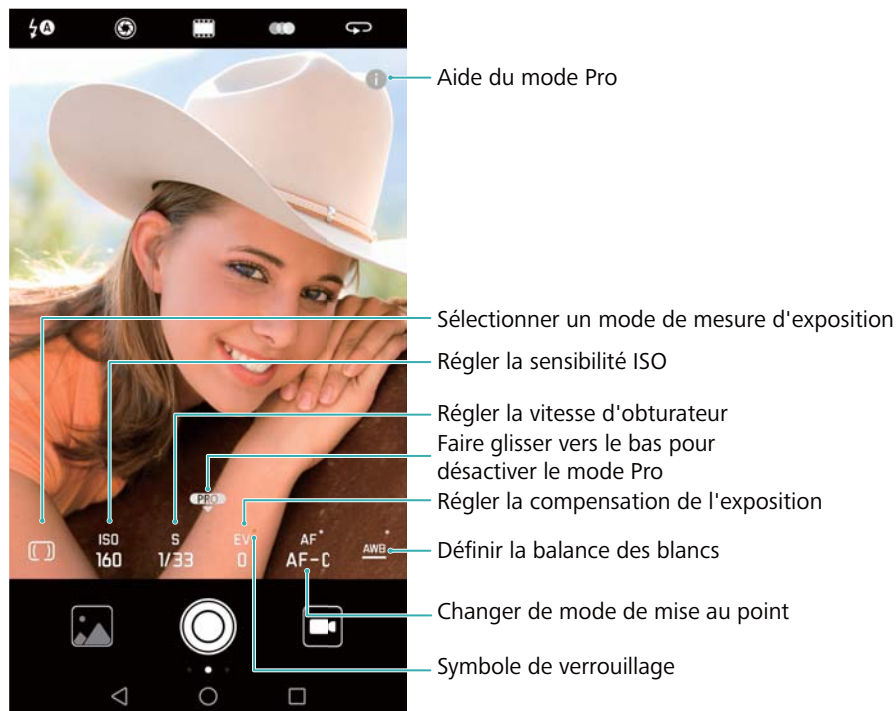 A
i
Aide du mode Pro
Sélectionner un mode de mesure d'exposition
Régler la sensibilité ISO
Régler la vitesse d'obturateur
Faire glisser vers le bas pour
désactiver le mode Pro
Régler la compensation de l'exposition
PRO
ISO
160
S
1/33
EV
0
AF
AF-C
AWB
Définir la balance des blancs
Changer de mode de mise au point
Symbole de verrouillage